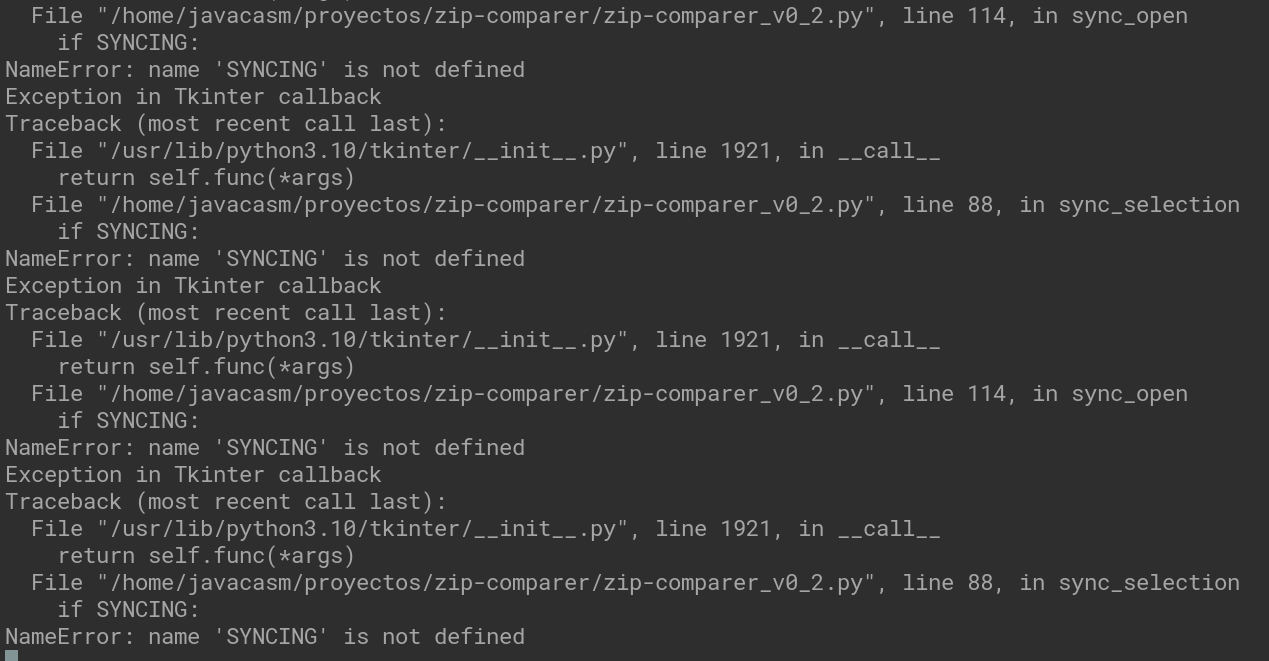 File "/home/javacasm/proyectos/zip-comparer/zip-comparer_v0_2.py", line 114, in sync_open
if SYNCING:
NameError: name 'SYNCING' is not defined
Exception in Tkinter callback
Traceback (most recent call last):
File "/usr/lib/python3.10/tkinter/__init__.py", line 1921, in __call__
return self.func(*args)
File "/home/javacasm/proyectos/zip-comparer/zip-comparer_v0_2.py", line 88, in sync_selection
if SYNCING:
NameError: name 'SYNCING' is not defined
Exception in Tkinter callback
Traceback (most recent call last):
File "/usr/lib/python3.10/tkinter/__init__.py", line 1921, in __call__
return self.func(*args)
File "/home/javacasm/proyectos/zip-comparer/zip-comparer_v0_2.py", line 114, in sync_open
if SYNCING:
NameError: name 'SYNCING' is not defined
Exception in Tkinter callback
Traceback (most recent call last):
File "/usr/lib/python3.10/tkinter/__init__.py", line 1921, in __call__
return self.func(*args)
File "/home/javacasm/proyectos/zip-comparer/zip-comparer_v0_2.py", line 88, in sync_selection
if SYNCING:
NameError: name 'SYNCING' is not defined